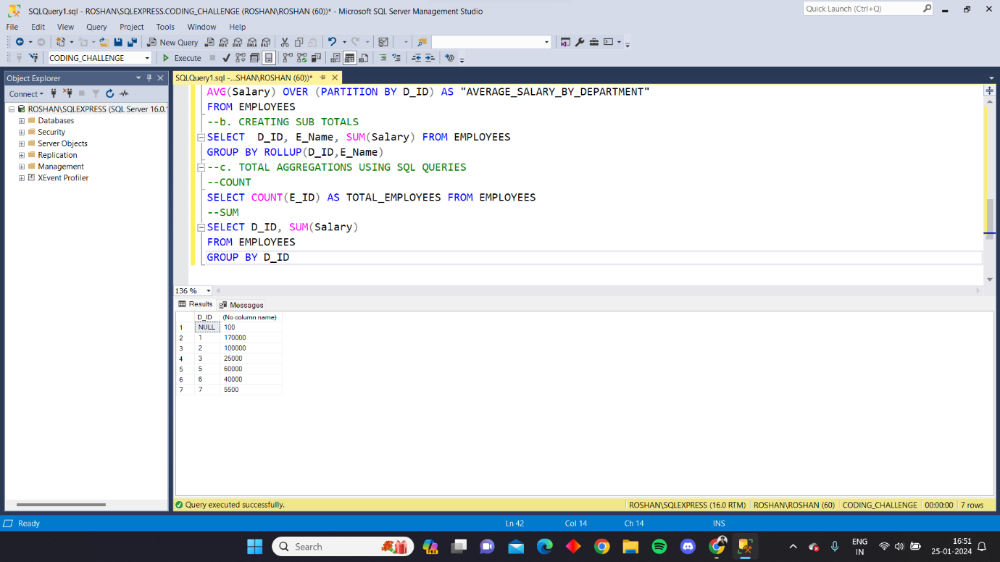 SQLQuery1.sql - ROSHAN\SQLEXPRESS.CODING_CHALLENGE (ROSHAN\ROSHAN (60))* - Microsoft SQL Server Management Studio
Quick Launch (Ctrl+Q)
File Edit View Query Project Tools Window Help
New Query
CODING_CHALLENGE
Execute
Object Explorer
SQLQuery1.sql -...SHAN\ROSHAN (60))*
Connect
ROSHAN\SQLEXPRESS (SQL Server 16.0.1
Databases
Security
Server Objects
Replication
Management
XEvent Profiler
AVG(Salary) OVER (PARTITION BY D_ID) AS "AVERAGE_SALARY_BY_DEPARTMENT"
FROM EMPLOYEES
--b. CREATING SUB TOTALS
SELECT  D_ID, E_Name, SUM(Salary) FROM EMPLOYEES
GROUP BY ROLLUP(D_ID,E_Name)
--c. TOTAL AGGREGATIONS USING SQL QUERIES
--COUNT
SELECT COUNT(E_ID) AS TOTAL_EMPLOYEES FROM EMPLOYEES
--SUM
SELECT D_ID, SUM(Salary)
FROM EMPLOYEES
GROUP BY D_ID
136 %
Results Messages
D_ID (No column name)
1 NULL 100
2 1 170000
3 2 100000
4 3 25000
5 5 60000
6 6 40000
7 7 5500
Query executed successfully.
ROSHAN\SQLEXPRESS (16.0 RTM) ROSHAN\ROSHAN (60) CODING_CHALLENGE 00:00:00 7 rows
Ready Ln 42 Col 14 Ch 14 INS
Search
PRE
ENG
IN
16:51
25-01-2024